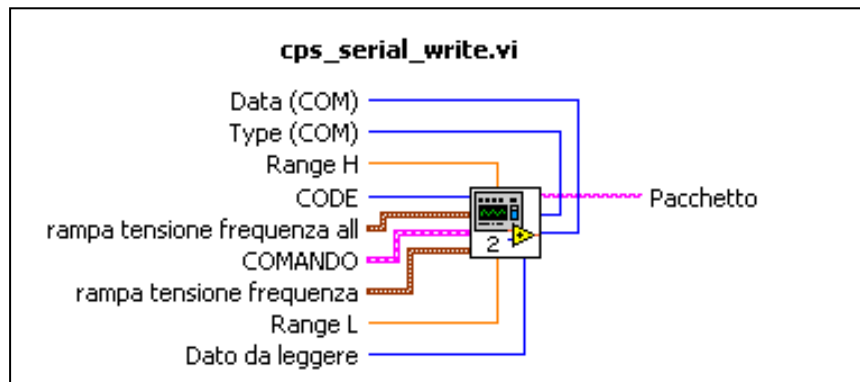 cps_serial_write.vi
Data (COM)
Type (COM)
Range H
CODE
rampa tensione frequenza all
COMANDO
rampa tensione frequenza
Range L
Dato da leggere
2
Pacchetto